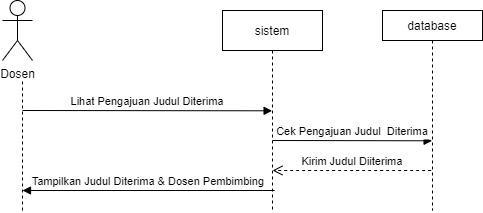 sistem
database
Dosen
Lihat Pengajuan Judul Diterima
Cek Pengajuan Judul Diterima
Kirim Judul Diiterima
Tampilkan Judul Diterima & Dosen Pembimbing